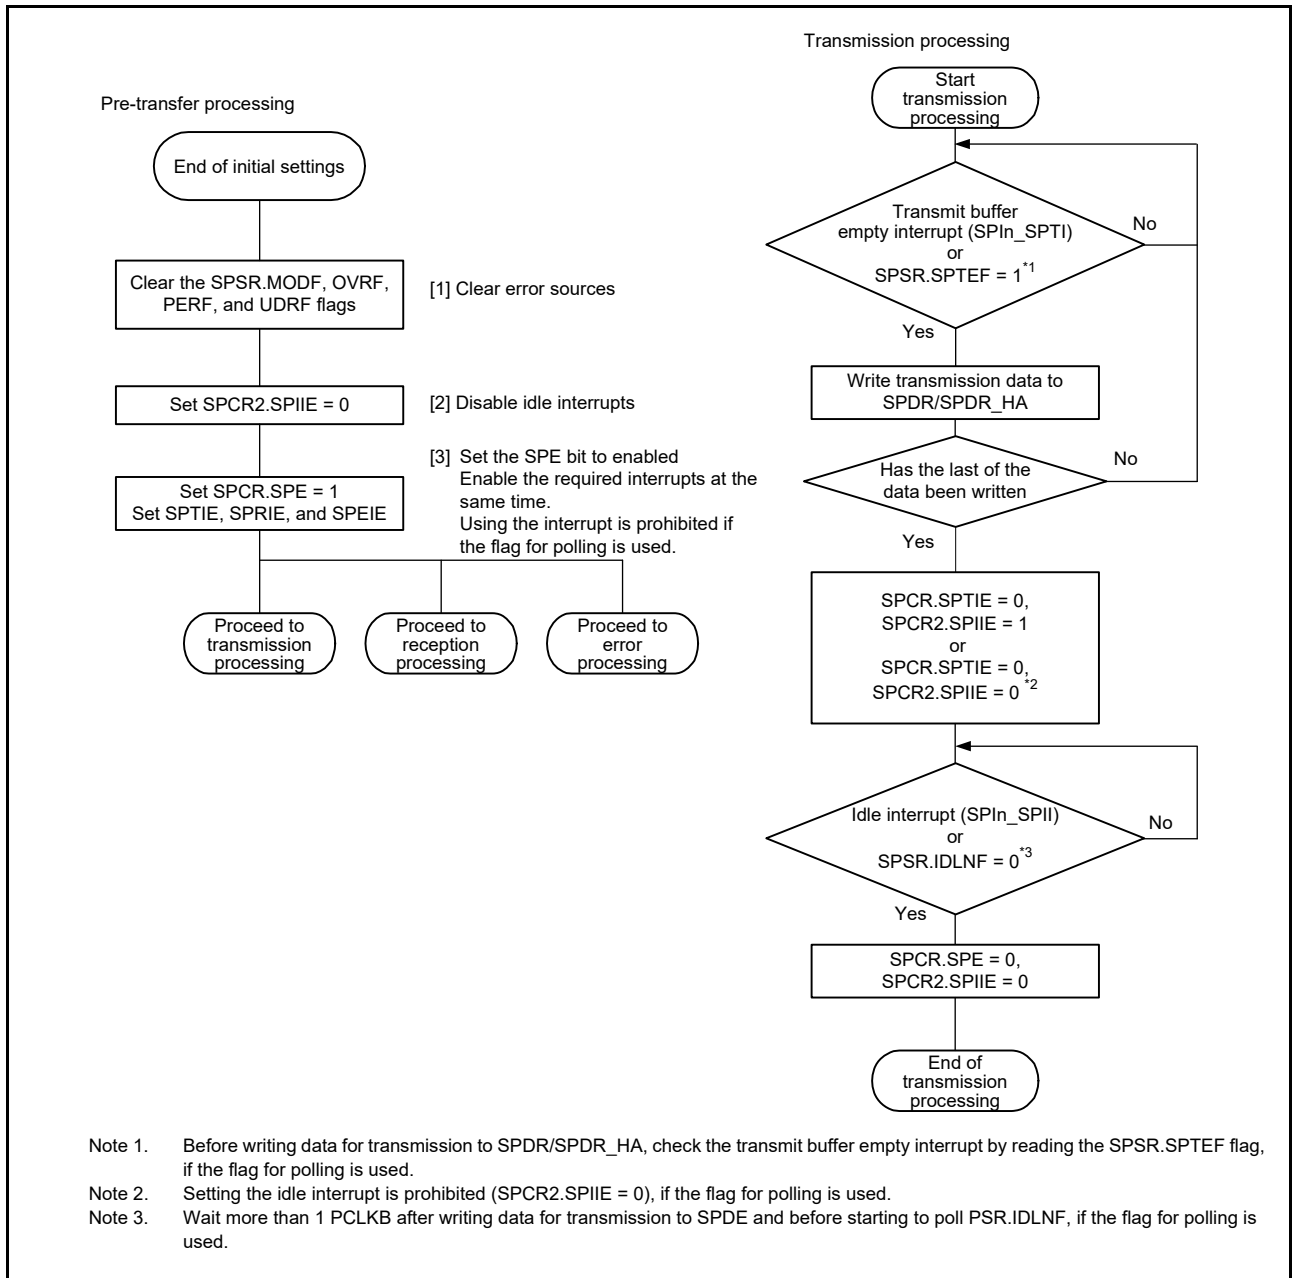 Pre-transfer processing
End of initial settings
Clear the SPSR.MODF, OVRF,
PERF, and UDRF flags
[1] Clear error sources
Set SPCR2.SPIIE = 0
[2] Disable idle interrupts
Set SPCR.SPE = 1
Set SPTIE, SPRIE, and SPEIE
[3] Set the SPE bit to enabled
Enable the required interrupts at the
same time.
Using the interrupt is prohibited if
the flag for polling is used.
Proceed to
transmission
processing
Proceed to
reception
processing
Proceed to
error
processing
Transmission processing
Start
transmission
processing
Transmit buffer
empty interrupt (SPIn_SPTI)
or
SPSR.SPTEF = 1*1
No
Yes
Write transmission data to
SPDR/SPDR_HA
Has the last of the
data been written
No
Yes
SPCR.SPTIE = 0,
SPCR2.SPIIE = 1
or
SPCR.SPTIE = 0,
SPCR2.SPIIE = 0 *2
Idle interrupt (SPIn_SPII)
or
SPSR.IDLNF = 0*3
No
Yes
SPCR.SPE = 0,
SPCR2.SPIIE = 0
End of
transmission
processing
Note 1. Before writing data for transmission to SPDR/SPDR_HA, check the transmit buffer empty interrupt by reading the SPSR.SPTEF flag,
if the flag for polling is used.
Note 2. Setting the idle interrupt is prohibited (SPCR2.SPIIE = 0), if the flag for polling is used.
Note 3. Wait more than 1 PCLKB after writing data for transmission to SPDE and before starting to poll PSR.IDLNF, if the flag for polling is
used.